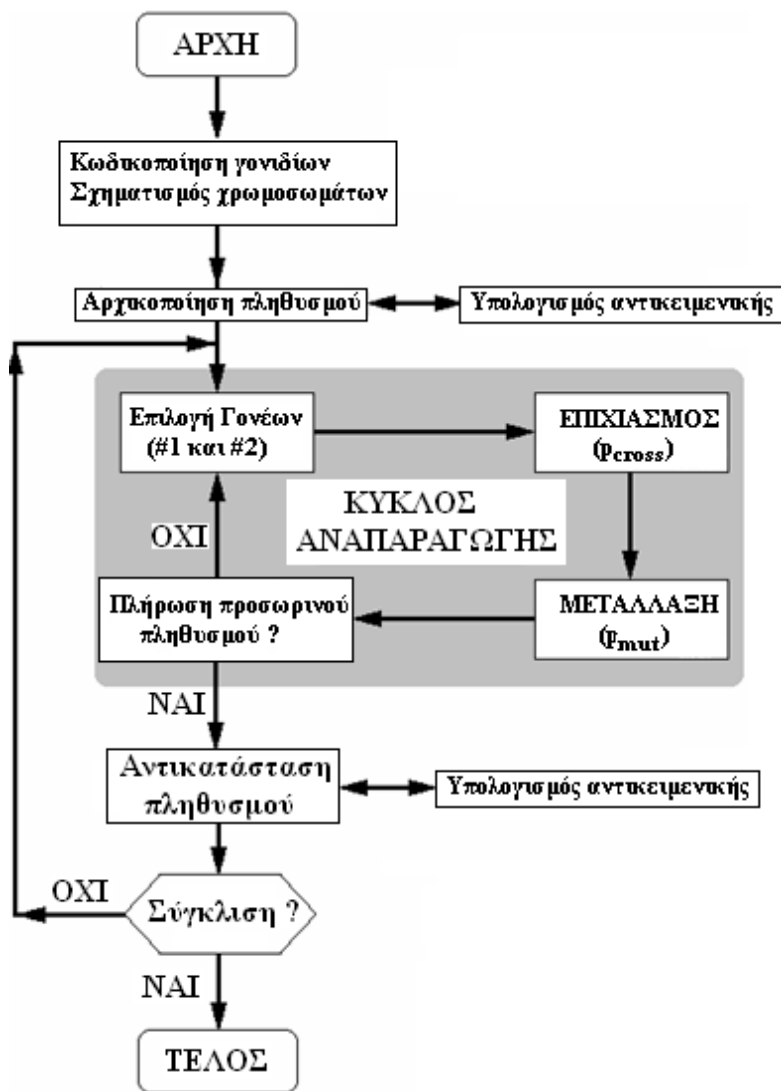 ΑΡΧΗ
Κωδικοποίηση γονιδίων
Σχηματισμός χρωμοσωμάτων
Αρχικοποίηση πληθυσμού
Υπολογισμός αντικειμενικής
Επιλογή Γονέων
(#1 και #2)
ΕΠΙΧΙΑΣΜΟΣ
(pcross)
ΚΥΚΛΟΣ
ΑΝΑΠΑΡΑΓΩΓΗΣ
ΟΧΙ
Πλήρωση προσωρινού
πληθυσμού ?
ΜΕΤΑΛΛΑΞΗ
(pmut)
ΝΑΙ
Αντικατάσταση
πληθυσμού
Υπολογισμός αντικειμενικής
ΟΧΙ
Σύγκλιση ?
ΝΑΙ
ΤΕΛΟΣ